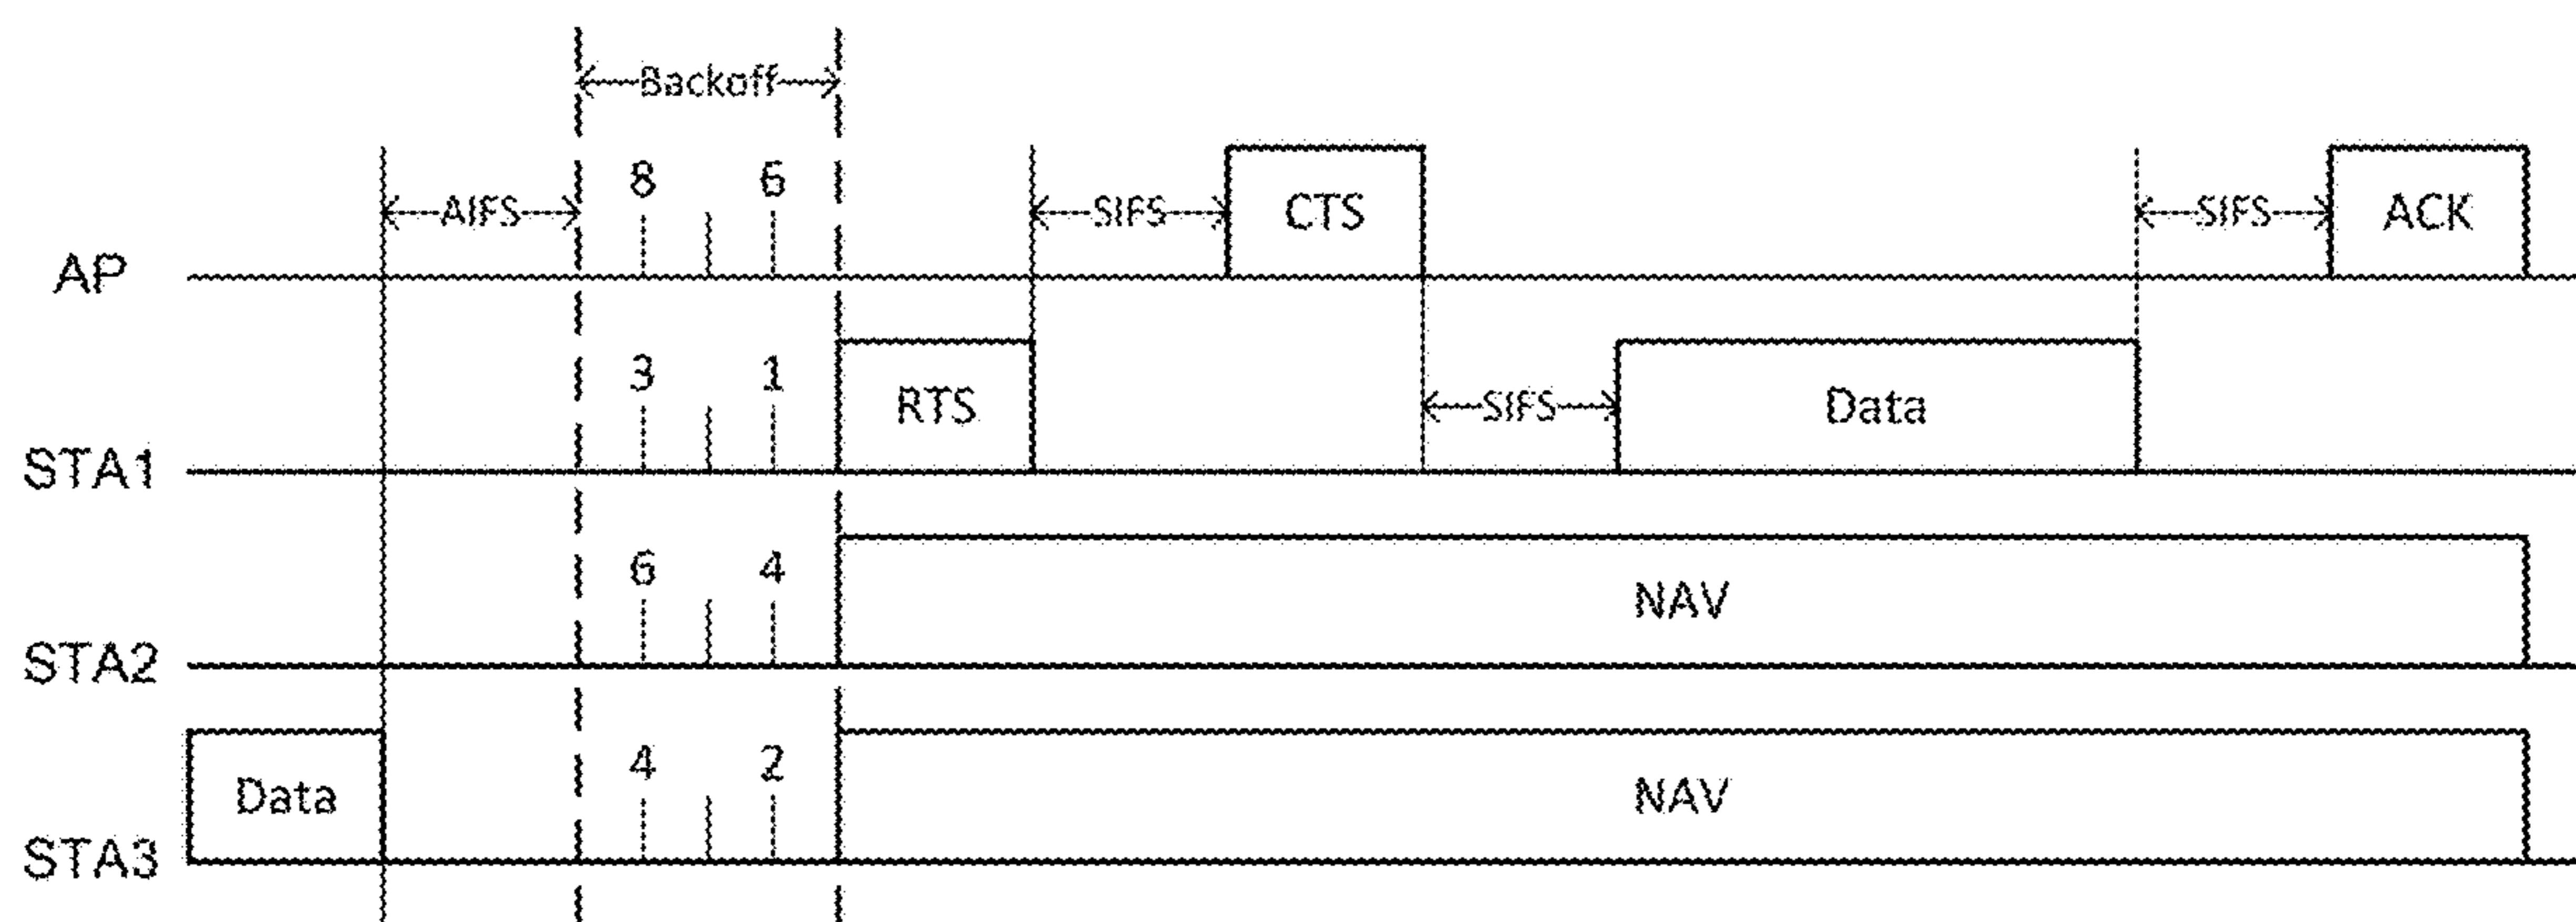 Backoff
AIFS 8 6 SIFS CTS SIFS ACK
AP
3 1 RTS SIFS Data
STA1
6 4 NAV
STA2
Data 4 2 NAV
STA3